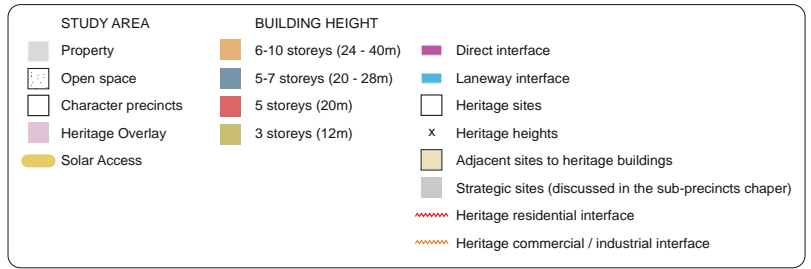 STUDY AREA
Property
Open space
Character precincts
Heritage Overlay
Solar Access
BUILDING HEIGHT
6-10 storeys (24 - 40m)
5-7 storeys (20 - 28m)
5 storeys (20m)
3 storeys (12m)
Direct interface
Laneway interface
Heritage sites
x Heritage heights
Adjacent sites to heritage buildings
Strategic sites (discussed in the sub-precincts chaper)
Heritage residential interface
Heritage commercial / industrial interface